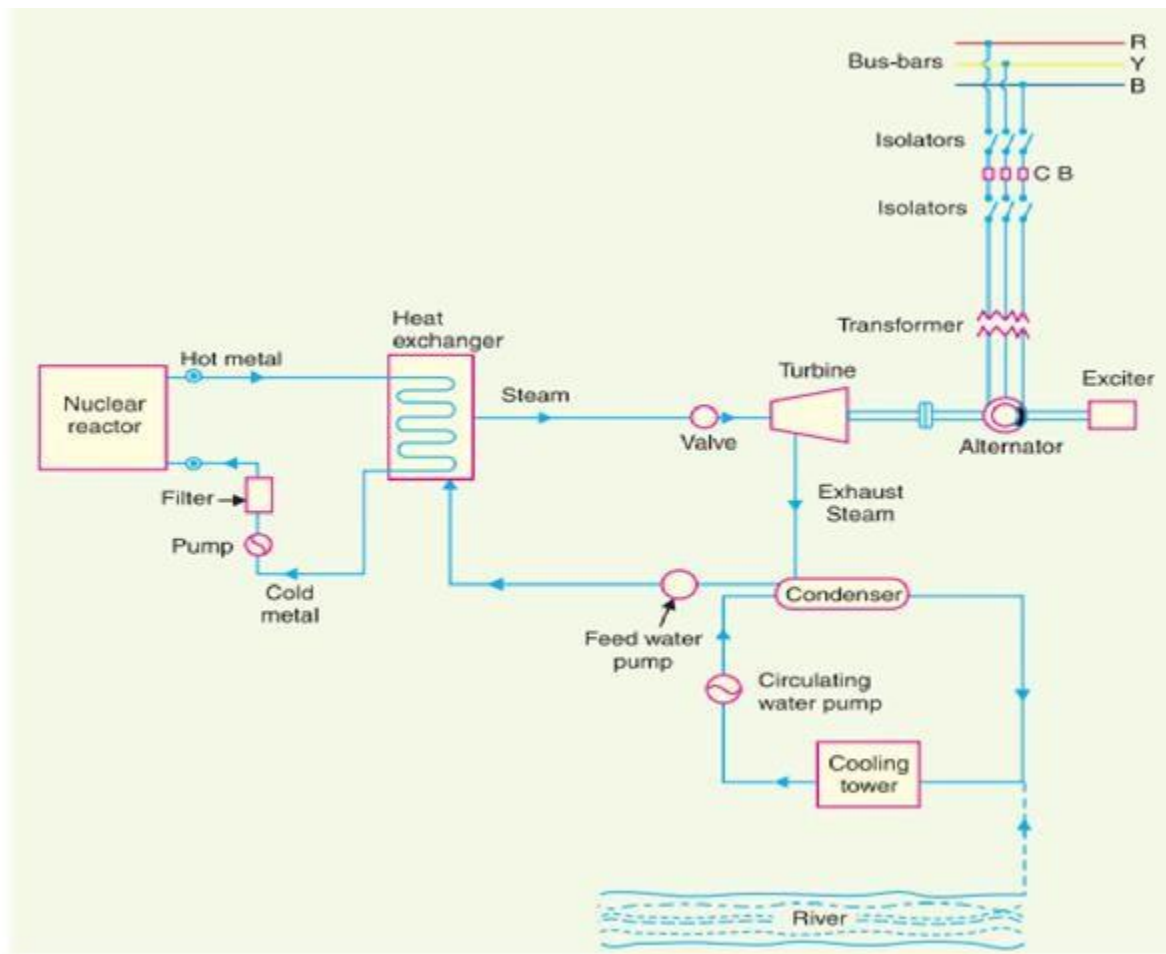 R
Bus-bars
Y
B
Isolators
C B
Isolators
Heat
exchanger
Transformer
Hot metal
Turbine
Exciter
Nuclear
reactor
Steam
Valve
Alternator
Filter
Exhaust
Steam
Pump
Cold
metal
Condenser
Feed water
pump
Circulating
water pump
Cooling
tower
River